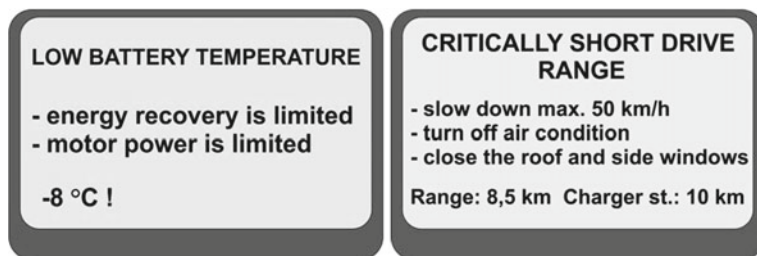 LOW BATTERY TEMPERATURE
- energy recovery is limited
- motor power is limited
-8 °C !
CRITICALLY SHORT DRIVE
RANGE
- slow down max. 50 km/h
- turn off air condition
- close the roof and side windows
Range: 8,5 km Charger st.: 10 km